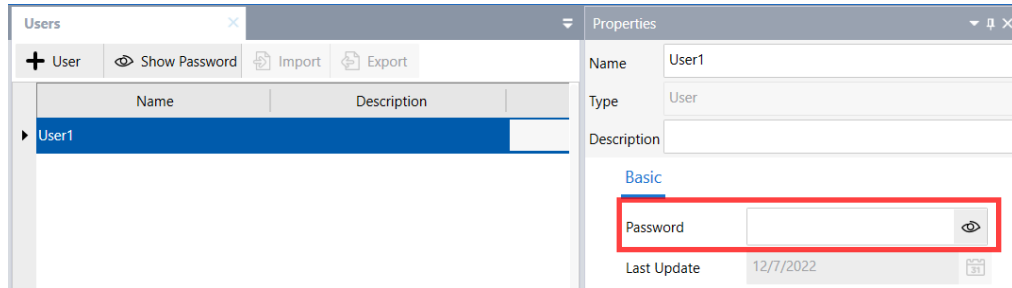 Users
User Show Password Import Export
Name Description
User1
Properties
Name User1
Type User
Description
Basic
Password
Last Update 12/7/2022 31